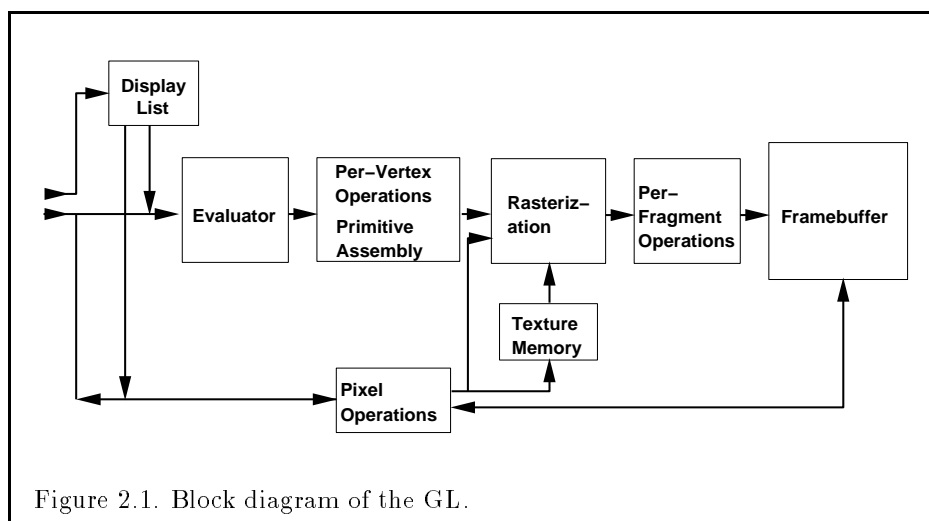 Display
List
Evaluator
Per-Vertex
Operations
Primitive
Assembly
Rasteriz-
ation
Per-
Fragment
Operations
Framebuffer
Texture
Memory
Pixel
Operations
Figure 2.1. Block diagram of the GL.